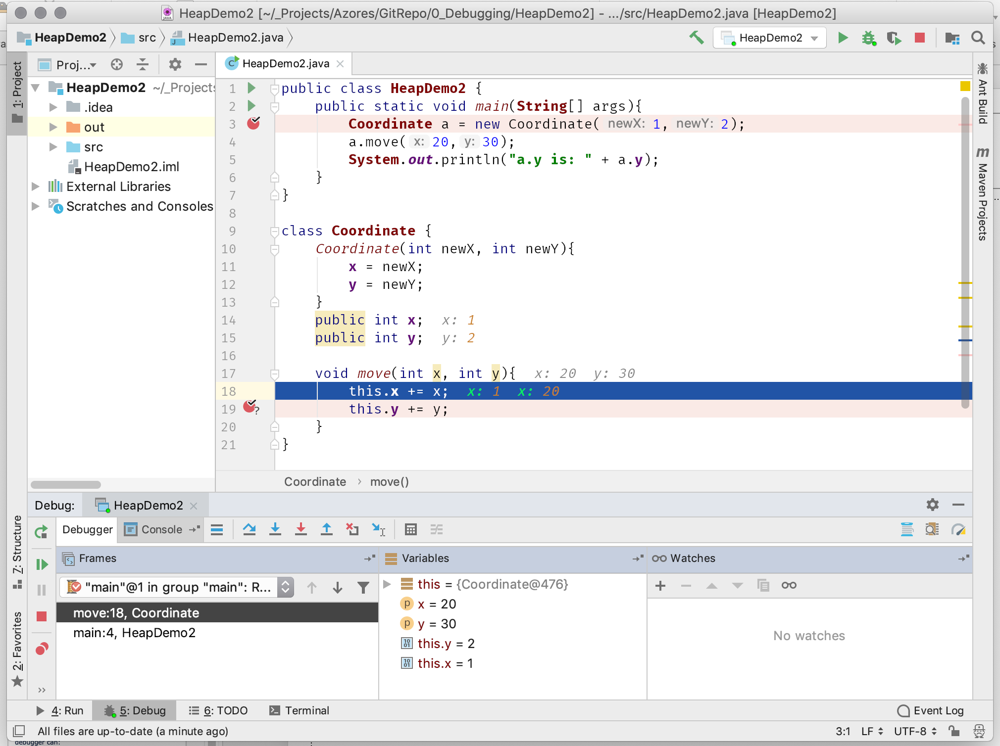 HeapDemo2 [~/_Projects/Azores/GitRepo/0_Debugging/HeapDemo2] - .../src/HeapDemo2.java [HeapDemo2]
HeapDemo2 src HeapDemo2.java HeapDemo2
1: Project
Proj...
HeapDemo2.java
HeapDemo2 ~/_Projects
.idea
out
src
HeapDemo2.iml
External Libraries
Scratches and Consoles
1 public class HeapDemo2 {
2 public static void main(String[] args){
3 Coordinate a = new Coordinate( newX: 1, newY: 2);
4 a.move( x: 20, y: 30);
5 System.out.println("a.y is: " + a.y);
6 }
7 }
8
9 class Coordinate {
10 Coordinate(int newX, int newY){
11 x = newX;
12 y = newY;
13 }
14 public int x; x: 1
15 public int y; y: 2
16
17 void move(int x, int y){ x: 20 y: 30
18 this.x += x; x: 1 x: 20
19 this.y += y;
20 }
21 }
Coordinate › move()
Ant Build
Maven Projects
Debug: HeapDemo2
7: Structure
2: Favorites
Debugger Console
Frames
"main"@1 in group "main": R...
move:18, Coordinate
main:4, HeapDemo2
Variables
this = {Coordinate@476}
x = 20
y = 30
this.y = 2
this.x = 1
Watches
No watches
4: Run 5: Debug 6: TODO Terminal Event Log
All files are up-to-date (a minute ago) 3:1 LF UTF-8
debugger can: